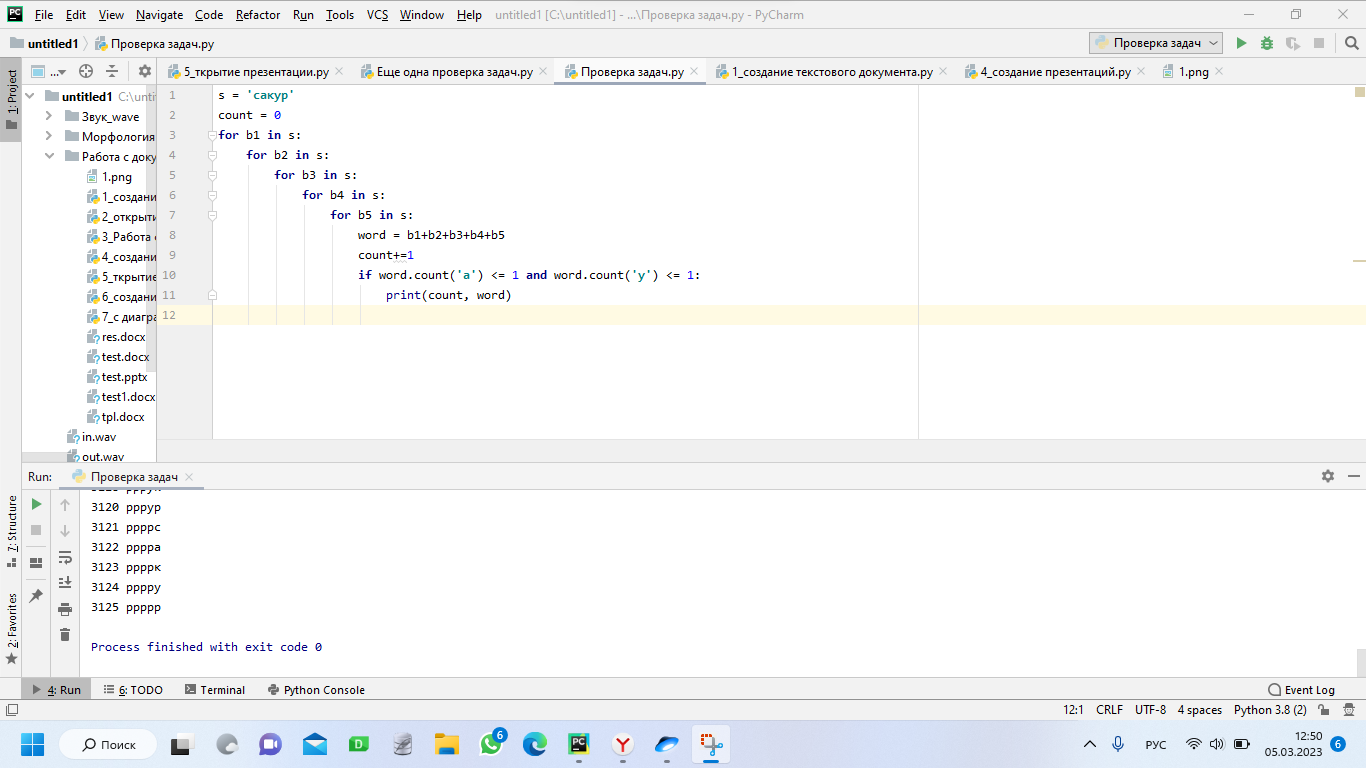 File Edit View Navigate Code Refactor Run Tools VCS Window Help untitled1 [C:\untitled1] - ...\Проверка задач.py - PyCharm
untitled1 Проверка задач.py Проверка задач
1: Project
... 5_ткрытие презентации.py Еще одна проверка задач.py Проверка задач.py 1_создание текстового документа.py 4_создание презентаций.py 1.png
untitled1 C:\unti
Звук_wave
Морфология
Работа с доку
1.png
1_создани
2_открыти
3_Работа
4_создани
5_ткрытие
6_создани
7_с диагра
res.docx
test.docx
test.pptx
test1.docx
tpl.docx
in.wav
out.wav
1 s = 'сакур'
2 count = 0
3 for b1 in s:
4 for b2 in s:
5 for b3 in s:
6 for b4 in s:
7 for b5 in s:
8 word = b1+b2+b3+b4+b5
9 count+=1
10 if word.count('а') <= 1 and word.count('у') <= 1:
11 print(count, word)
12
Run: Проверка задач
3120 рррур
3121 ррррс
3122 рррра
3123 ррррк
3124 рррру
3125 ррррр
Process finished with exit code 0
7: Structure
2: Favorites
4: Run 6: TODO Terminal Python Console Event Log
12:1 CRLF UTF-8 4 spaces Python 3.8 (2)
Поиск 6 РУС 12:50 6
05.03.2023